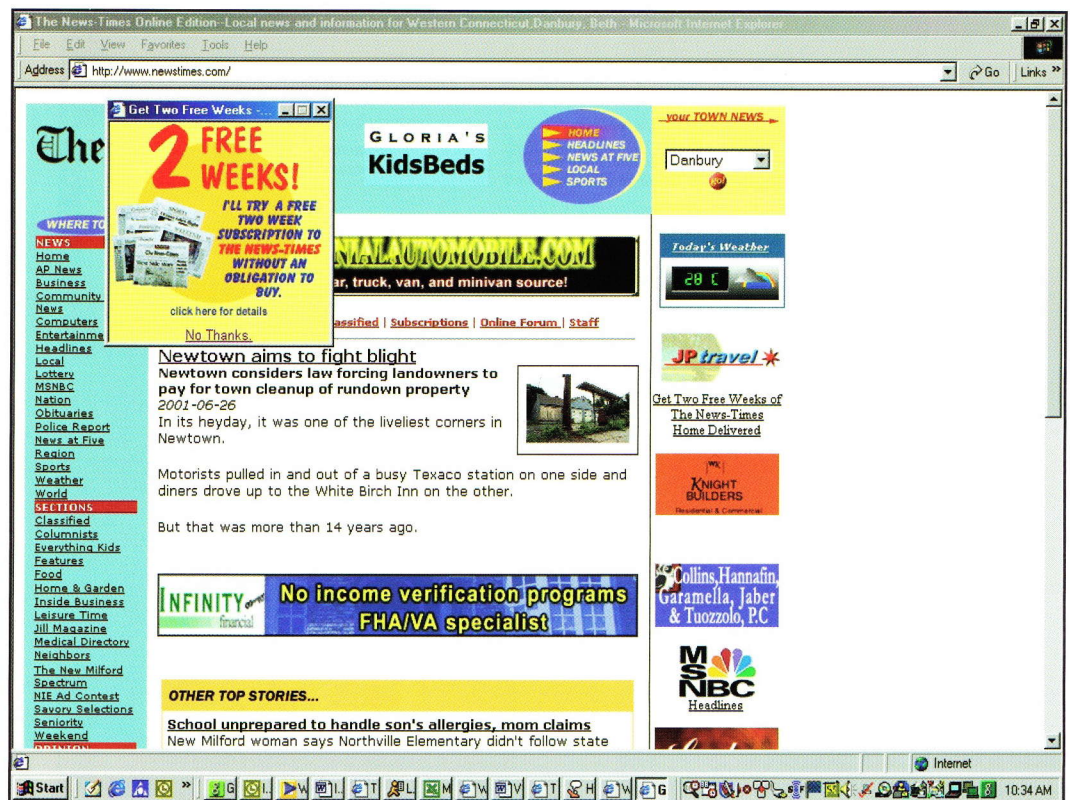 The News-Times Online Edition--Local news and information for Western Connecticut,Danbury, Beth - Microsoft Internet Explorer
File Edit View Favorites Tools Help
Address http://www.newstimes.com/ Go Links »
Get Two Free Weeks -...
2 FREE
WEEKS!
I'LL TRY A FREE
TWO WEEK
SUBSCRIPTION TO
THE NEWS-TIMES
WITHOUT AN
OBLIGATION TO
BUY.
click here for details
No Thanks.
The
GLORIA'S
KidsBeds
HOME
HEADLINES
NEWS AT FIVE
LOCAL
SPORTS
your TOWN NEWS
Danbury
go!
WHERE TO
NEWS
Home
AP News
Business
Community
News
Computers
Entertainme
Headlines
Local
Lottery
MSNBC
Nation
Obituaries
Police Report
News at Five
Region
Sports
Weather
World
SECTIONS
Classified
Columnists
Everything Kids
Features
Food
Home & Garden
Inside Business
Leisure Time
Jill Magazine
Medical Directory
Neighbors
The New Milford
Spectrum
NIE Ad Contest
Savory Selections
Seniority
Weekend
OPINION
NIALAUTOMOBILE.COM
ar, truck, van, and minivan source!
assified | Subscriptions | Online Forum | Staff
Newtown aims to fight blight
Newtown considers law forcing landowners to
pay for town cleanup of rundown property
2001-06-26
In its heyday, it was one of the liveliest corners in
Newtown.
Motorists pulled in and out of a busy Texaco station on one side and
diners drove up to the White Birch Inn on the other.
But that was more than 14 years ago.
INFINITY
financial
No income verification programs
FHA/VA specialist
OTHER TOP STORIES...
School unprepared to handle son's allergies, mom claims
New Milford woman says Northville Elementary didn't follow state
Today's Weather
28 C
JP travel
Get Two Free Weeks of
The News-Times
Home Delivered
WK
KNIGHT
BUILDERS
Residential & Commercial
Collins,Hannafin,
Garamella, Jaber
& Tuozzolo, P.C
MSNBC
Headlines
Internet
Start » G I.. W I.. T L.. M W V T H W G 10:34 AM